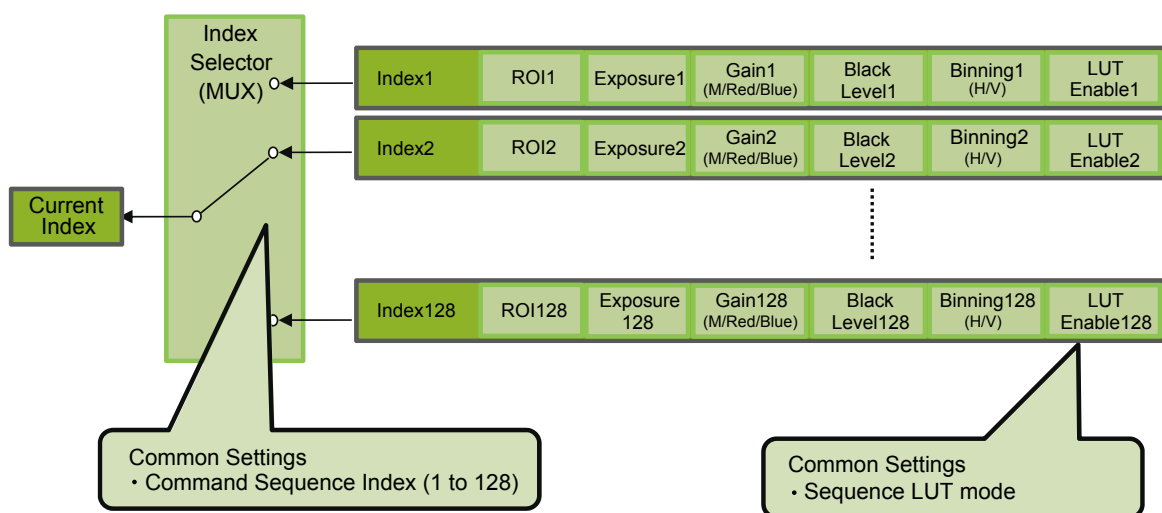 Index
Selector
(MUX)
Index1
ROI1
Exposure1
Gain1
(M/Red/Blue)
Black
Level1
Binning1
(H/V)
LUT
Enable1
Index2
ROI2
Exposure2
Gain2
(M/Red/Blue)
Black
Level2
Binning2
(H/V)
LUT
Enable2
Current
Index
Index128
ROI128
Exposure
128
Gain128
(M/Red/Blue)
Black
Level128
Binning128
(H/V)
LUT
Enable128
Common Settings
・Command Sequence Index (1 to 128)
Common Settings
・Sequence LUT mode